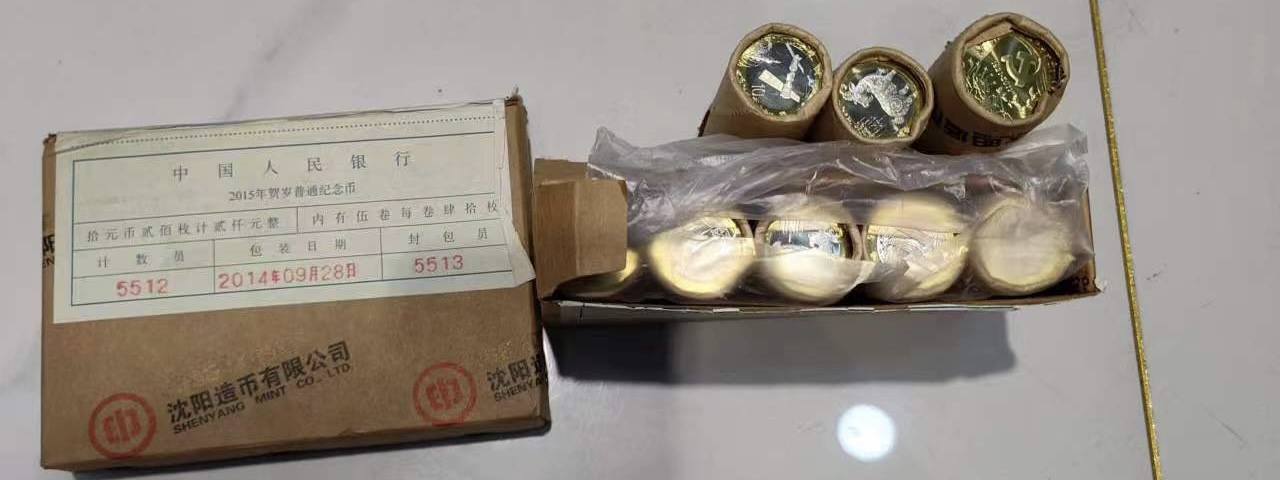 中国人民银行
2015年贺岁普通纪念币
拾元币贰佰枚计贰仟元整 内有伍卷每卷肆拾枚
计数员 包装日期 封包员
5512 2014年09月28日 5513
沈阳造币有限公司
SHENYANG MINT CO., LTD.
沈阳造
SHENYANG
10